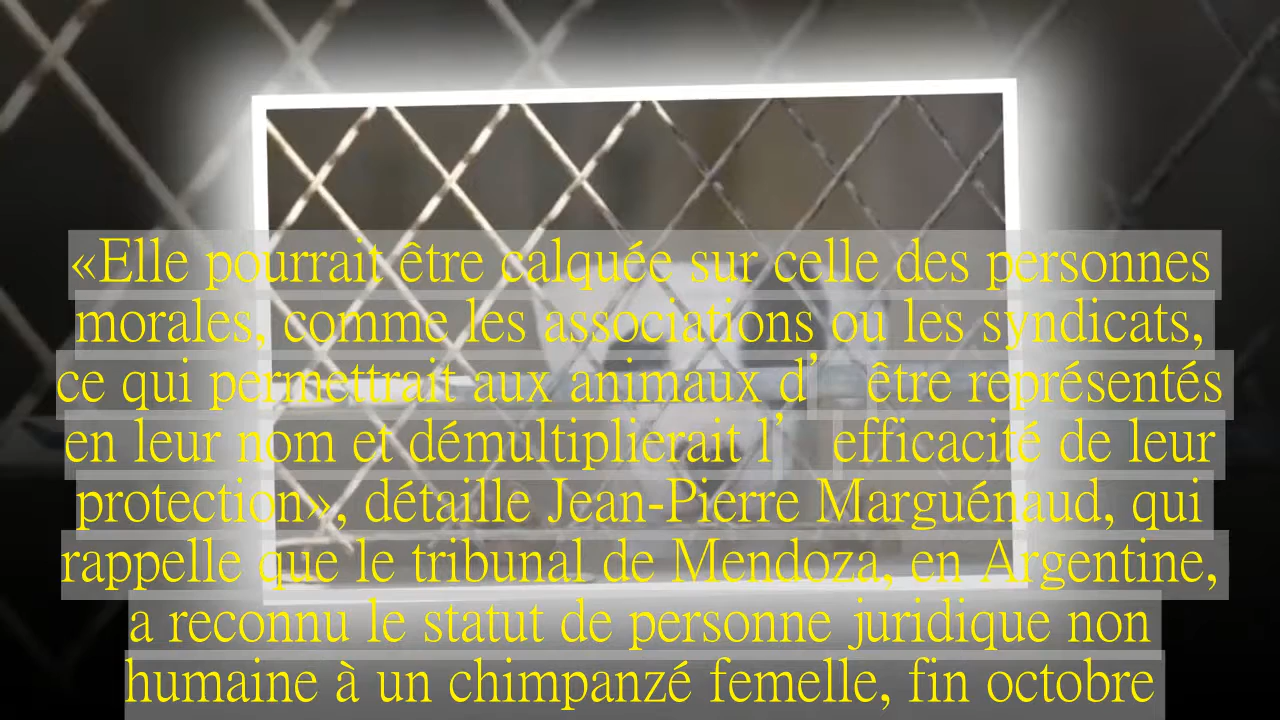 «Elle pourrait être calquée sur celle des personnes
morales, comme les associations ou les syndicats,
ce qui permettrait aux animaux d’ être représentés
en leur nom et démultiplierait l’ efficacité de leur
protection», détaille Jean-Pierre Marguénaud, qui
rappelle que le tribunal de Mendoza, en Argentine,
a reconnu le statut de personne juridique non
humaine à un chimpanzé femelle, fin octobre